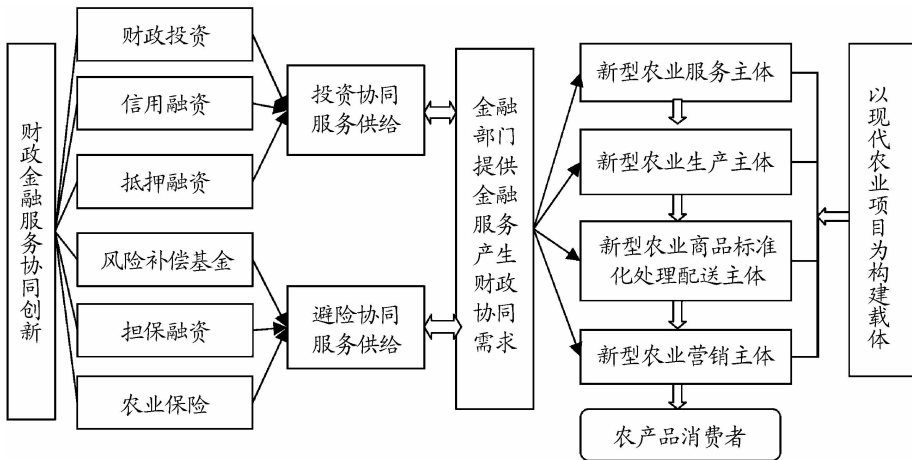 财政金融服务协同创新
财政投资
信用融资
抵押融资
风险补偿基金
担保融资
农业保险
投资协同
服务供给
避险协同
服务供给
金融
部门
提供
金融
服务
产生
财政
协同
需求
新型农业服务主体
新型农业生产主体
新型农业商品标准
化处理配送主体
新型农业营销主体
农产品消费者
以现代农业项目为构建载体